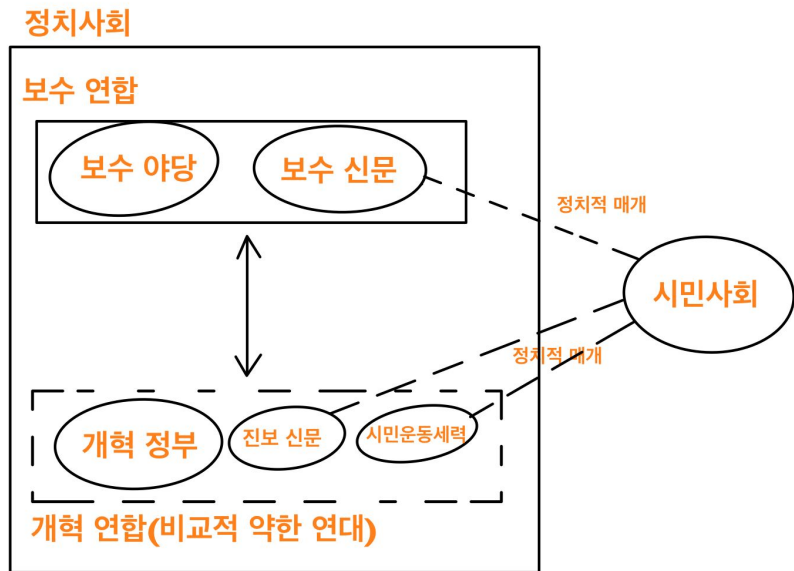 정치사회
보수 연합
보수 야당
보수 신문
정치적 매개
시민사회
정치적 매개
개혁 정부
진보 신문
시민운동세력
개혁 연합(비교적 약한 연대)